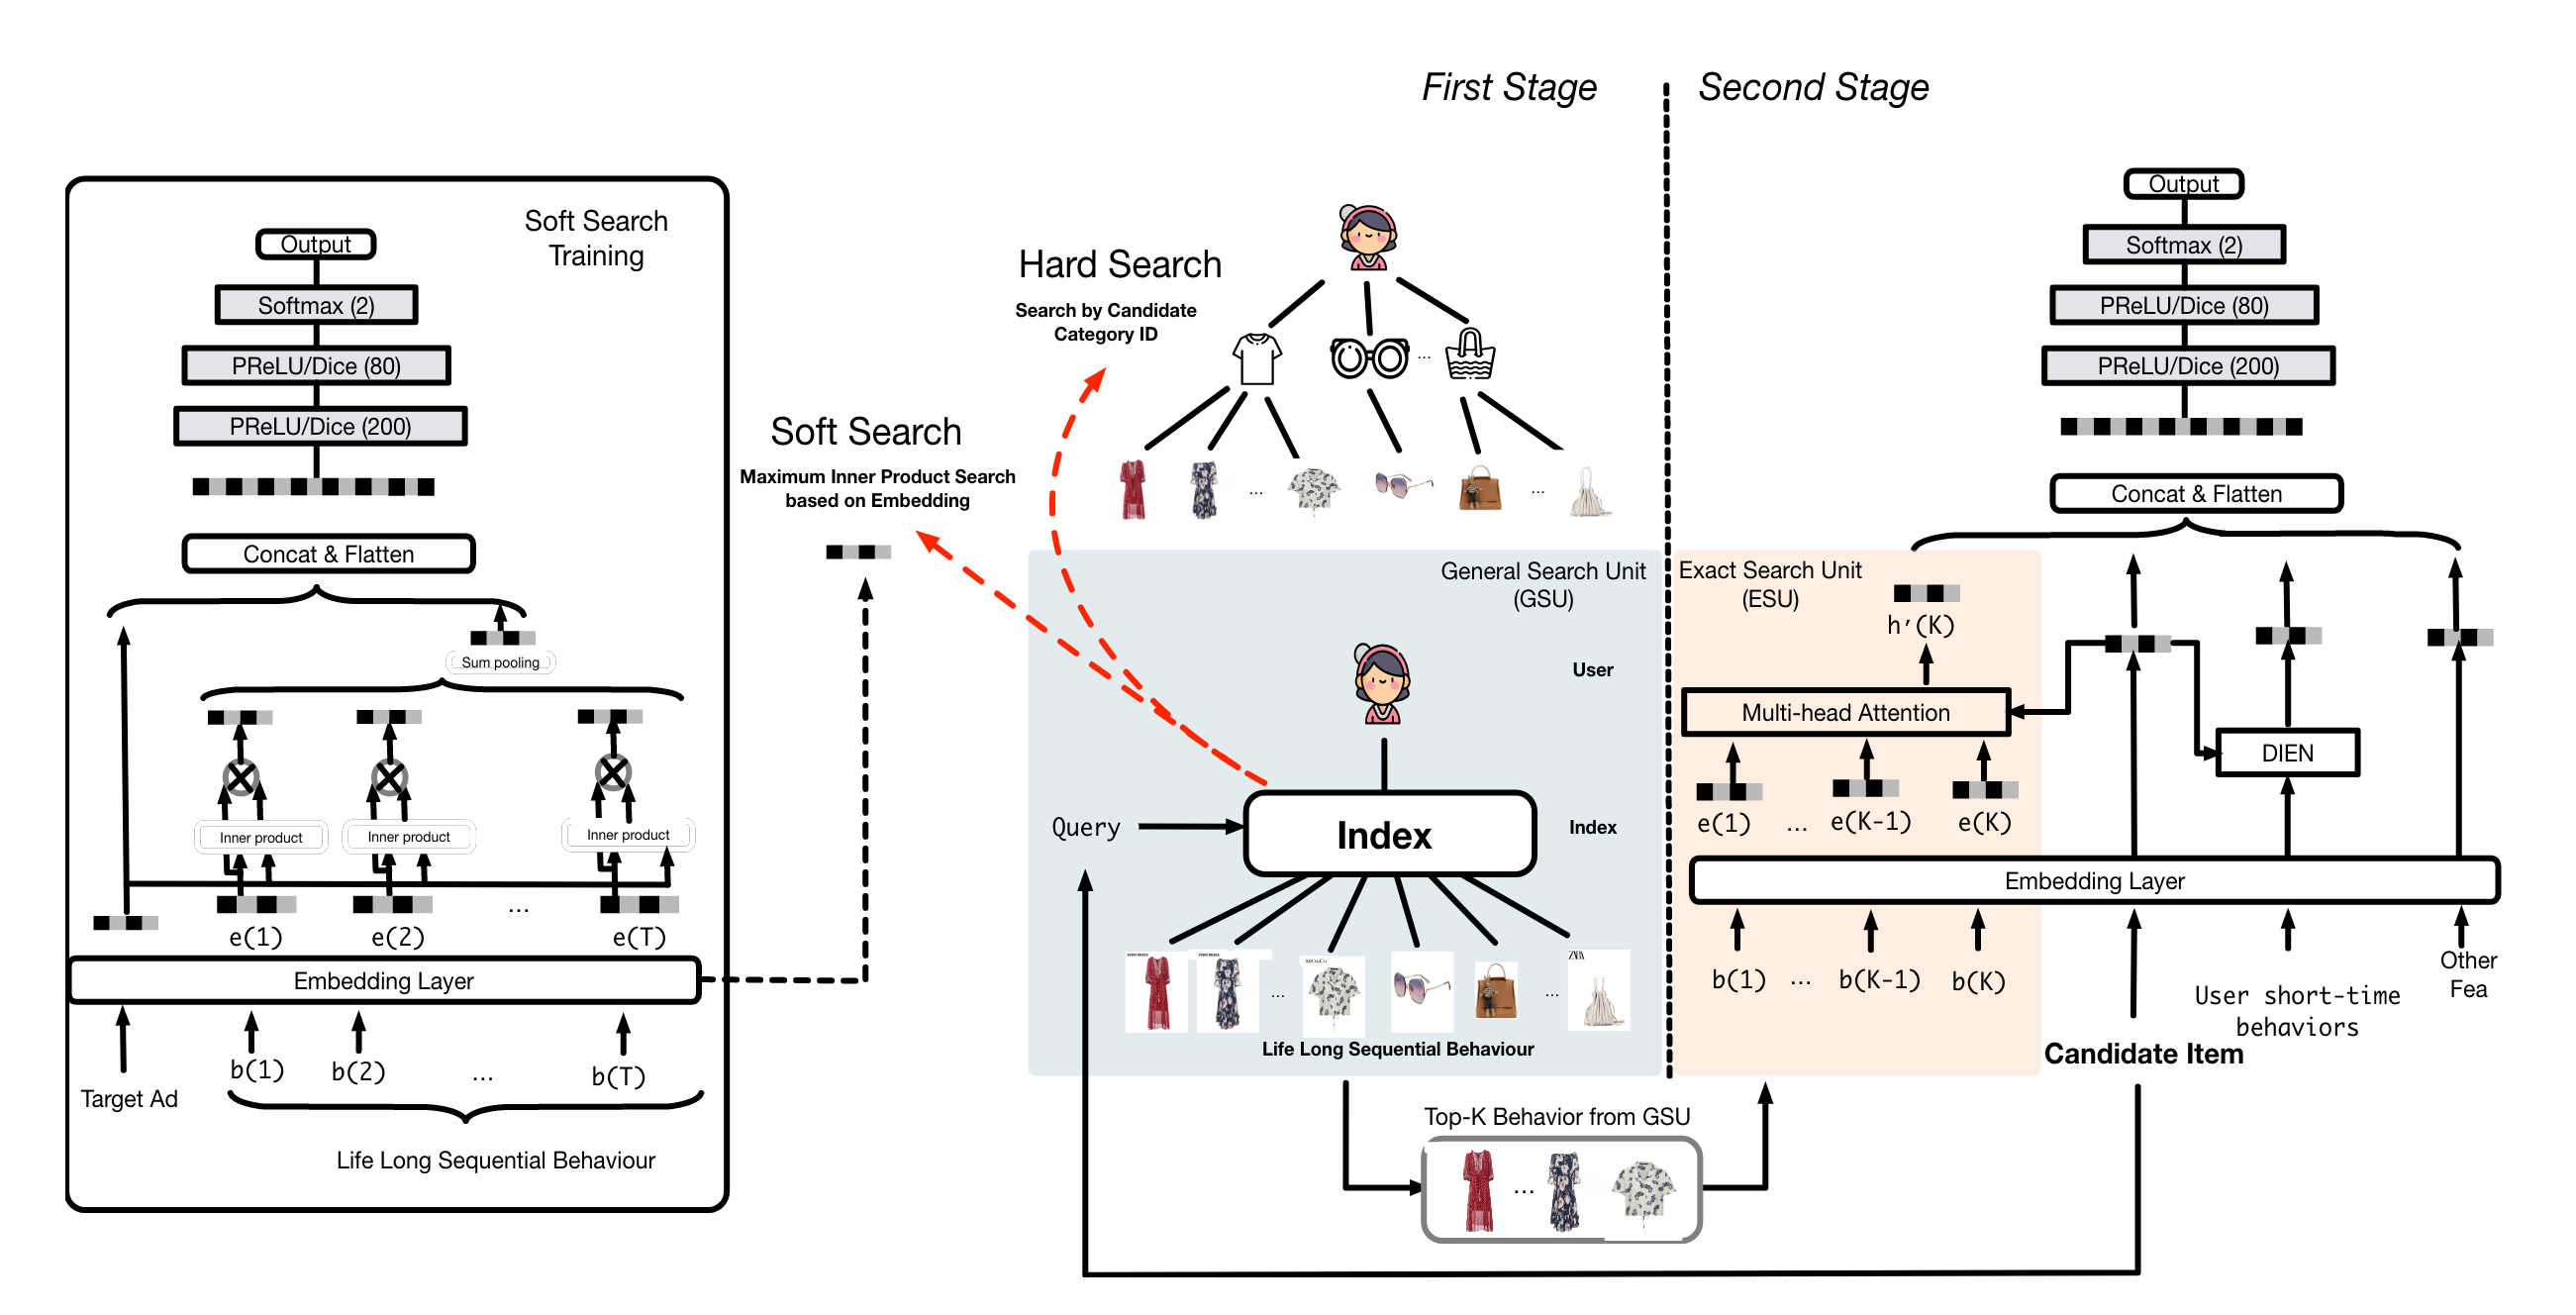 First Stage
Second Stage
Soft Search
Training
Output
Softmax (2)
PReLU/Dice (80)
PReLU/Dice (200)
Concat & Flatten
Sum pooling
Inner product
Inner product
Inner product
...
e(1)
e(2)
e(T)
Embedding Layer
b(1)
b(2)
...
b(T)
Target Ad
Life Long Sequential Behaviour
Soft Search
Maximum Inner Product Search
based on Embedding
Hard Search
Search by Candidate
Category ID
...
...
...
General Search Unit
(GSU)
User
Query
Index
Index
...
...
ZARA
Life Long Sequential Behaviour
Top-K Behavior from GSU
...
Exact Search Unit
(ESU)
h'(K)
Multi-head Attention
e(1)
...
e(K-1)
e(K)
Embedding Layer
b(1)
...
b(K-1)
b(K)
Output
Softmax (2)
PReLU/Dice (80)
PReLU/Dice (200)
Concat & Flatten
DIEN
Candidate Item
User short-time
behaviors
Other
Fea